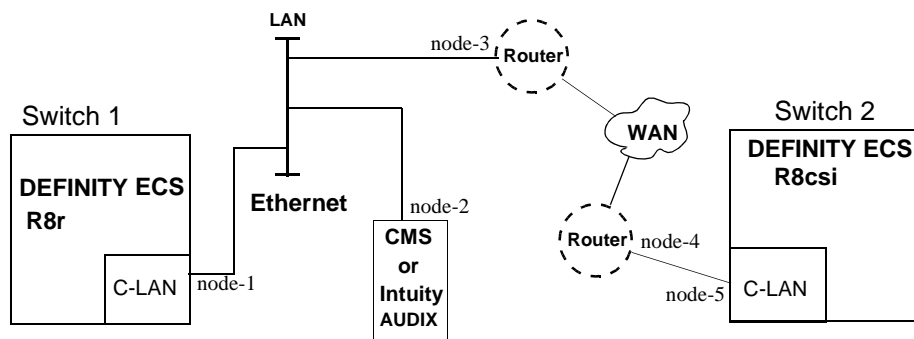 LAN
node-3
Router
Switch 1
Switch 2
WAN
DEFINITY ECS
R8r
DEFINITY ECS
R8csi
Ethernet
node-2
CMS
or
Intuity
AUDIX
Router
node-4
C-LAN
node-1
node-5
C-LAN